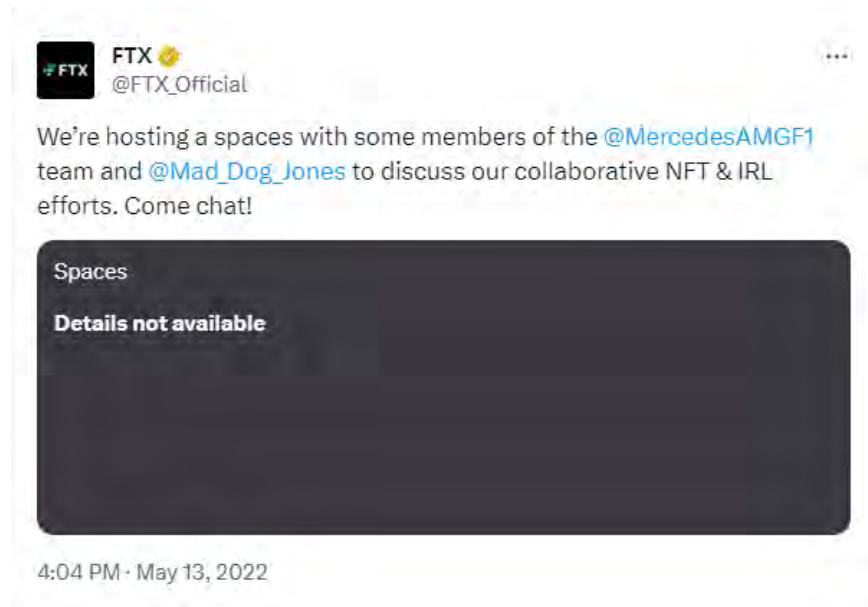 FTX
FTX
@FTX_Official
We’re hosting a spaces with some members of the @MercedesAMGF1
team and @Mad_Dog_Jones to discuss our collaborative NFT & IRL
efforts. Come chat!
Spaces
Details not available
4:04 PM · May 13, 2022